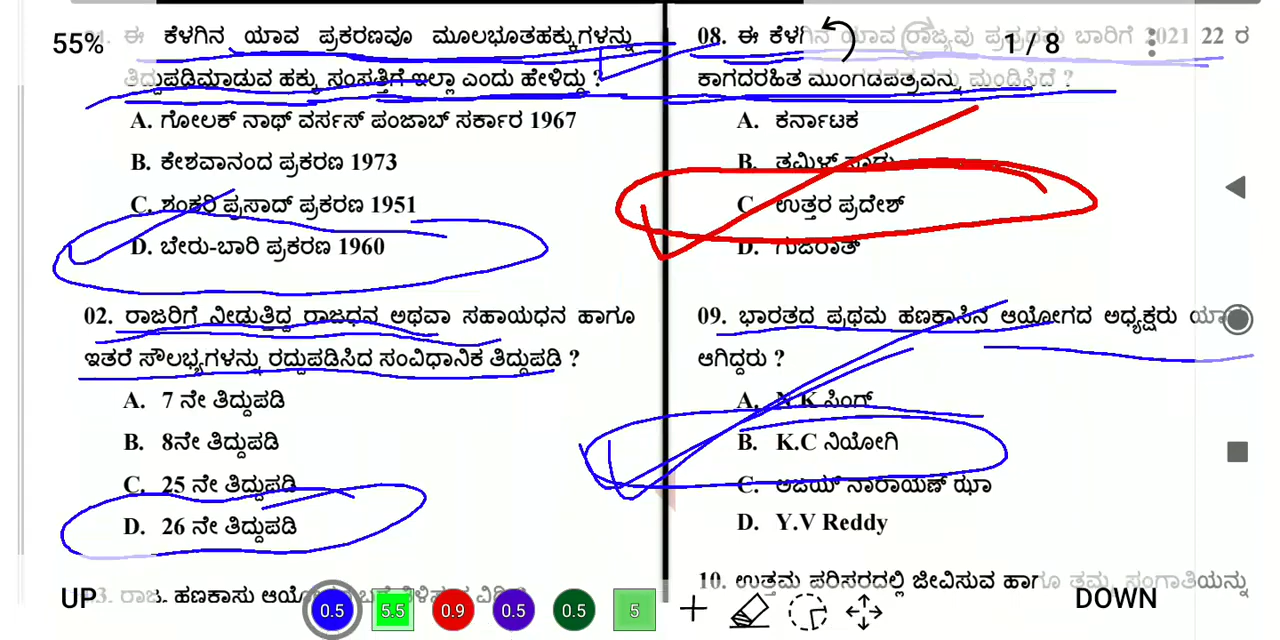 55%
1 / 8
ಈ ಕೆಳಗಿನ ಯಾವ ಪ್ರಕರಣವೂ ಮೂಲಭೂತಹಕ್ಕುಗಳನ್ನು
ತಿದ್ದುಪಡಿಮಾಡುವ ಹಕ್ಕು ಸಂಸತ್ತಿಗೆ ಇಲ್ಲಾ ಎಂದು ಹೇಳಿದ್ದು ?
A. ಗೋಲಕ್ ನಾಥ್ ವರ್ಸಸ್ ಪಂಜಾಬ್ ಸರ್ಕಾರ 1967
B. ಕೇಶವಾನಂದ ಪ್ರಕರಣ 1973
C. ಶಂಕರಿ ಪ್ರಸಾದ್ ಪ್ರಕರಣ 1951
D. ಬೇರು-ಬಾರಿ ಪ್ರಕರಣ 1960
02. ರಾಜರಿಗೆ ನೀಡುತ್ತಿದ್ದ ರಾಜಧನ ಅಥವಾ ಸಹಾಯಧನ ಹಾಗೂ
ಇತರೆ ಸೌಲಭ್ಯಗಳನ್ನು ರದ್ದುಪಡಿಸಿದ ಸಂವಿಧಾನಿಕ ತಿದ್ದುಪಡಿ ?
A. 7 ನೇ ತಿದ್ದುಪಡಿ
B. 8ನೇ ತಿದ್ದುಪಡಿ
C. 25 ನೇ ತಿದ್ದುಪಡಿ
D. 26 ನೇ ತಿದ್ದುಪಡಿ
ಹಣಕಾಸು
08. ಈ ಕೆಳಗಿನ ಯಾವ ರಾಜ್ಯವು ಪ್ರಥಮ ಬಾರಿಗೆ 2021 22 ರ
ಕಾಗದರಹಿತ ಮುಂಗಡಪತ್ರವನ್ನು ಮಂಡಿಸಿದೆ ?
A. ಕರ್ನಾಟಕ
B. ತಮಿಳ್ ನಾಡು
C. ಉತ್ತರ ಪ್ರದೇಶ್
D. ಗುಜರಾತ್
09. ಭಾರತದ ಪ್ರಥಮ ಹಣಕಾಸಿನ ಆಯೋಗದ ಅಧ್ಯಕ್ಷರು
ಆಗಿದ್ದರು ?
A. N.K ಸಿಂಗ್
B. K.C ನಿಯೋಗಿ
C. ಅಜಯ್ ನಾರಾಯಣ್ ಝಾ
D. Y.V Reddy
10. ಉತ್ತಮ ಪರಿಸರದಲ್ಲಿ ಜೀವಿಸುವ ಹಾಗೂ ತಮ್ಮ ಸಂಗಾತಿಯನ್ನು
UP
0.5
5.5
0.9
0.5
0.5
5
DOWN